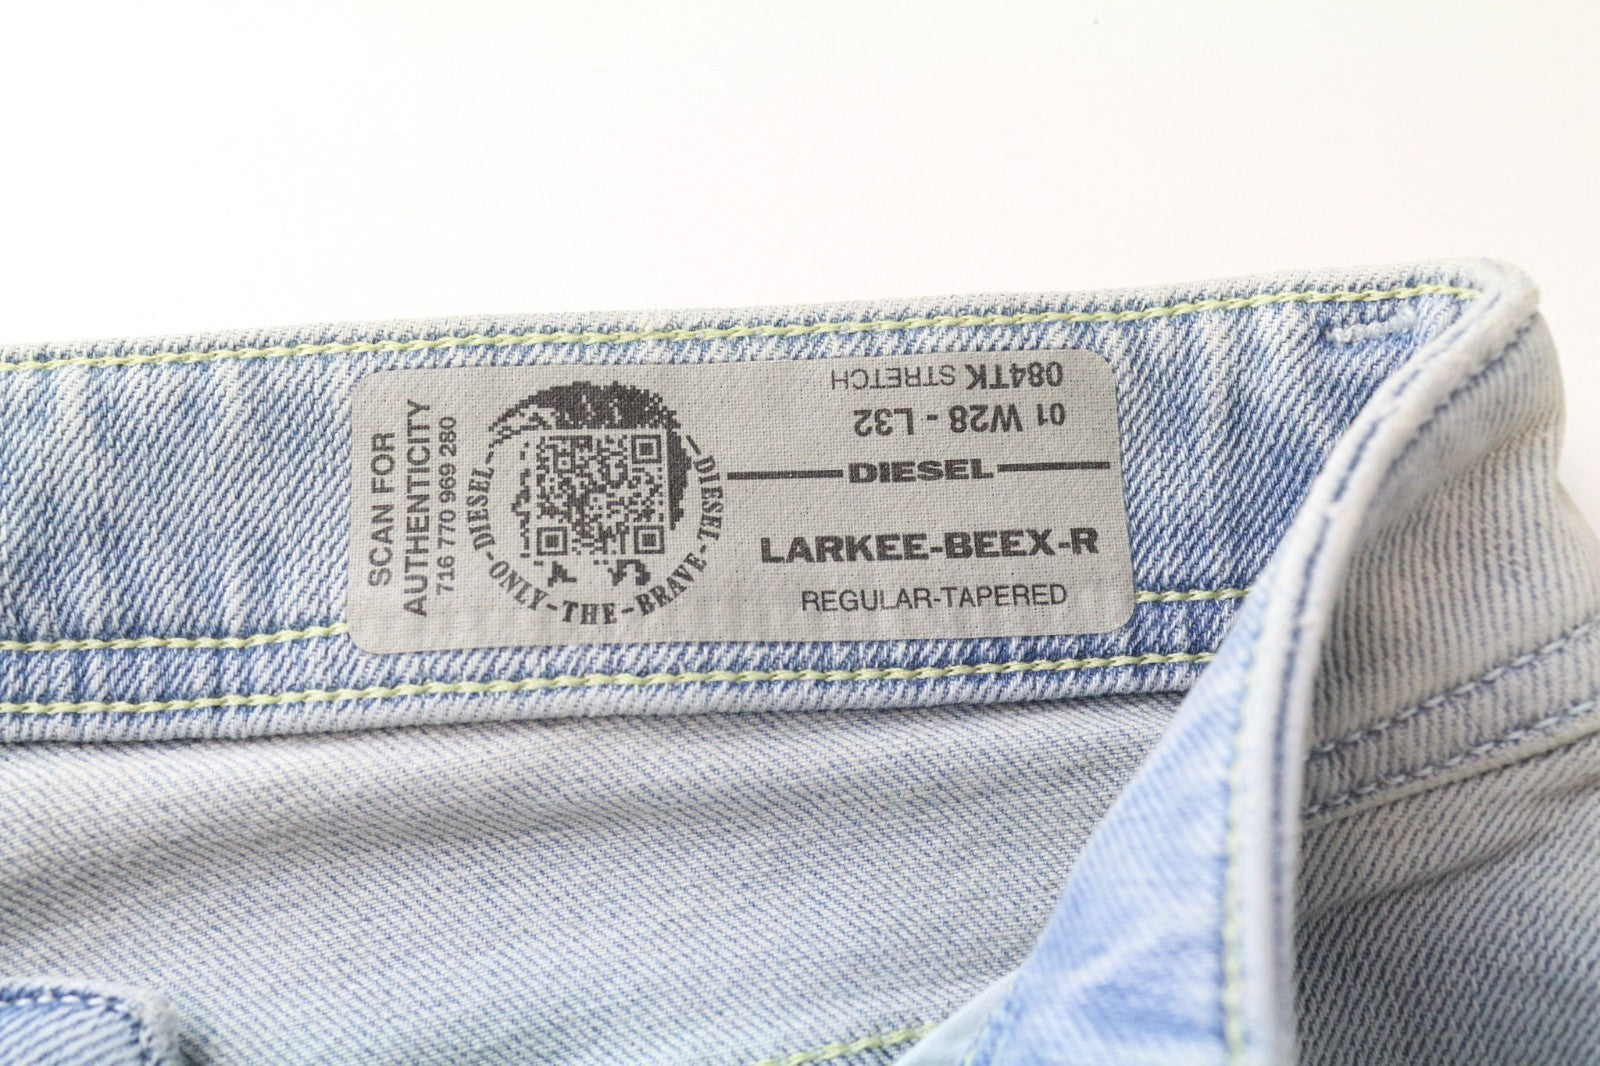 SCAN FOR
AUTHENTICITY
716 770 969 280
DIESEL-ONLY-THE-BRAVE-DIESEL
084TK STRETCH
01 W28 - L32
DIESEL
LARKEE-BEEX-R
REGULAR-TAPERED